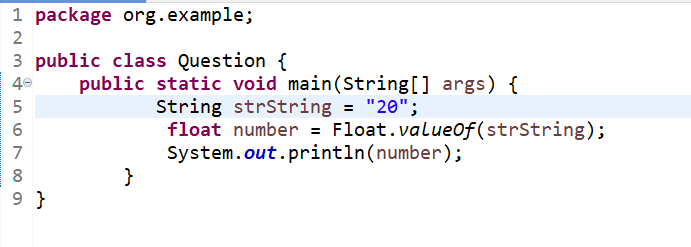 1 package org.example;
2
3 public class Question {
4 public static void main(String[] args) {
5 String strString = "20";
6 float number = Float.valueOf(strString);
7 System.out.println(number);
8 }
9 }